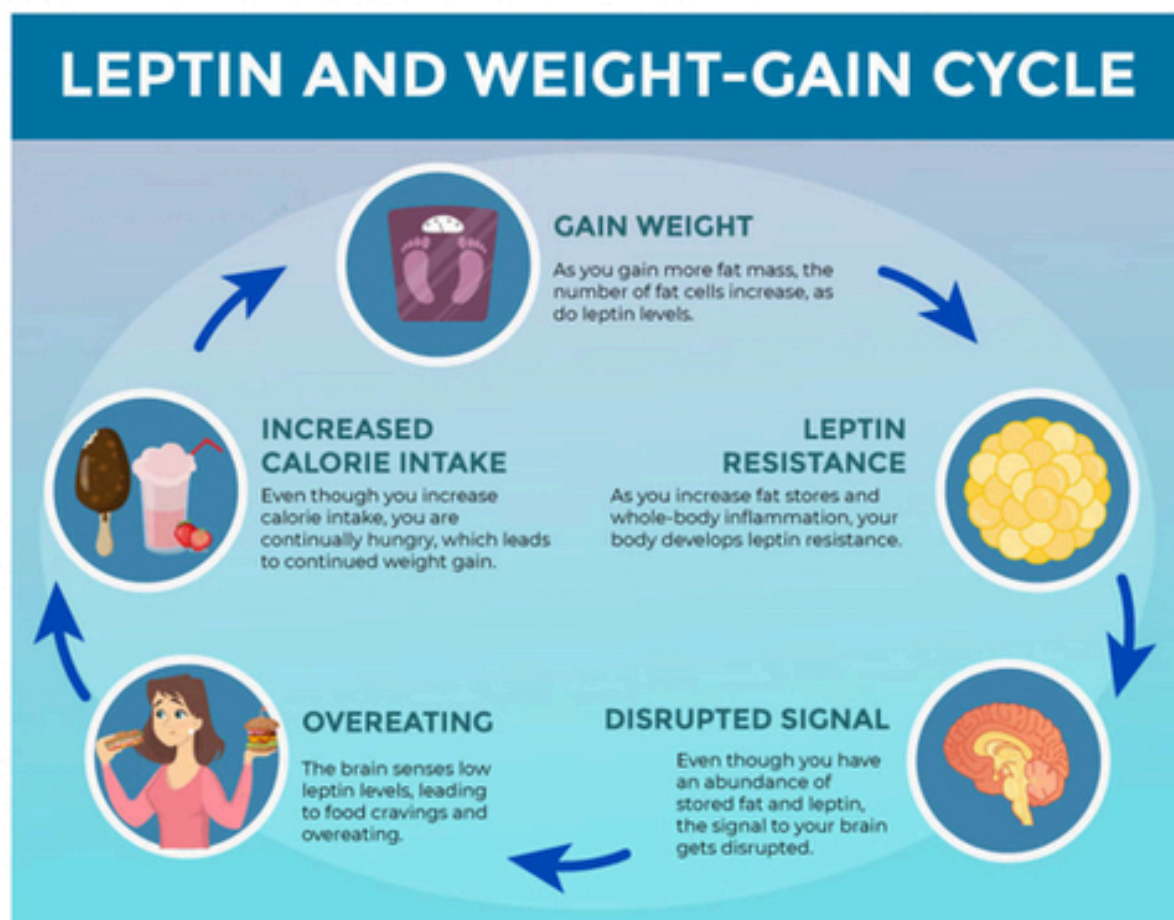 LEPTIN AND WEIGHT-GAIN CYCLE
GAIN WEIGHT
As you gain more fat mass, the
number of fat cells increase, as
do leptin levels.
LEPTIN
RESISTANCE
As you increase fat stores and
whole-body inflammation, your
body develops leptin resistance.
DISRUPTED SIGNAL
Even though you have
an abundance of
stored fat and leptin,
the signal to your brain
gets disrupted.
OVEREATING
The brain senses low
leptin levels, leading
to food cravings and
overeating.
INCREASED
CALORIE INTAKE
Even though you increase
calorie intake, you are
continually hungry, which leads
to continued weight gain.